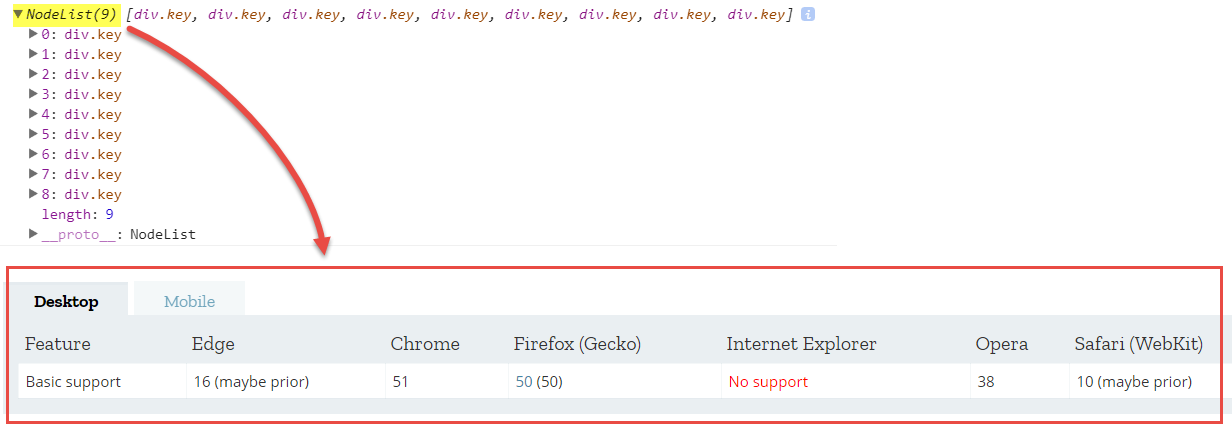 ▼NodeList(9) [div.key, div.key, div.key, div.key, div.key, div.key, div.key, div.key, div.key] i
▶0: div.key
▶1: div.key
▶2: div.key
▶3: div.key
▶4: div.key
▶5: div.key
▶6: div.key
▶7: div.key
▶8: div.key
length: 9
▶__proto__: NodeList
Desktop Mobile
Feature Edge Chrome Firefox (Gecko) Internet Explorer Opera Safari (WebKit)
Basic support 16 (maybe prior) 51 50 (50) No support 38 10 (maybe prior)